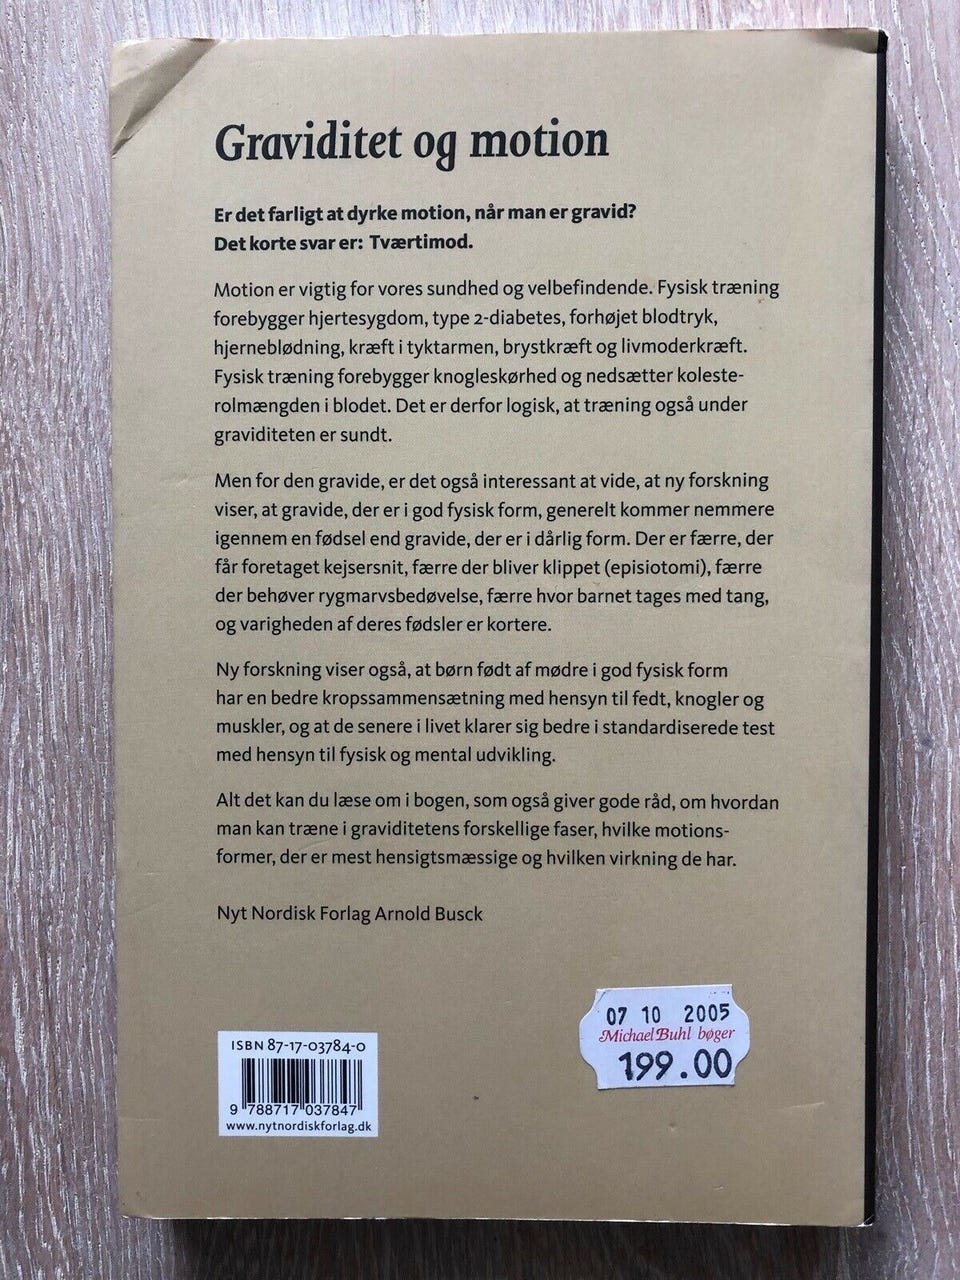 Graviditet og motion
Er det farligt at dyrke motion, når man er gravid?
Det korte svar er: Tværtimod.
Motion er vigtig for vores sundhed og velbefindende. Fysisk træning
forebygger hjertesygdom, type 2-diabetes, forhøjet blodtryk,
hjerneblødning, kræft i tyktarmen, brystkræft og livmoderkræft.
Fysisk træning forebygger knogleskørhed og nedsætter koleste-
rolmængden i blodet. Det er derfor logisk, at træning også under
graviditeten er sundt.
Men for den gravide, er det også interessant at vide, at ny forskning
viser, at gravide, der er i god fysisk form, generelt kommer nemmere
igennem en fødsel end gravide, der er i dårlig form. Der er færre, der
får foretaget kejsersnit, færre der bliver klippet (episiotomi), færre
der behøver rygmarvsbedøvelse, færre hvor barnet tages med tang,
og varigheden af deres fødsler er kortere.
Ny forskning viser også, at børn født af mødre i god fysisk form
har en bedre kropssammensætning med hensyn til fedt, knogler og
muskler, og at de senere i livet klarer sig bedre i standardiserede test
med hensyn til fysisk og mental udvikling.
Alt det kan du læse om i bogen, som også giver gode råd, om hvordan
man kan træne i graviditetens forskellige faser, hvilke motions-
former, der er mest hensigtsmæssige og hvilken virkning de har.
Nyt Nordisk Forlag Arnold Busck
07 10 2005
Michael Buhl bøger
199.00
ISBN 87-17-03784-0
9 788717 037847
www.nytnordiskforlag.dk